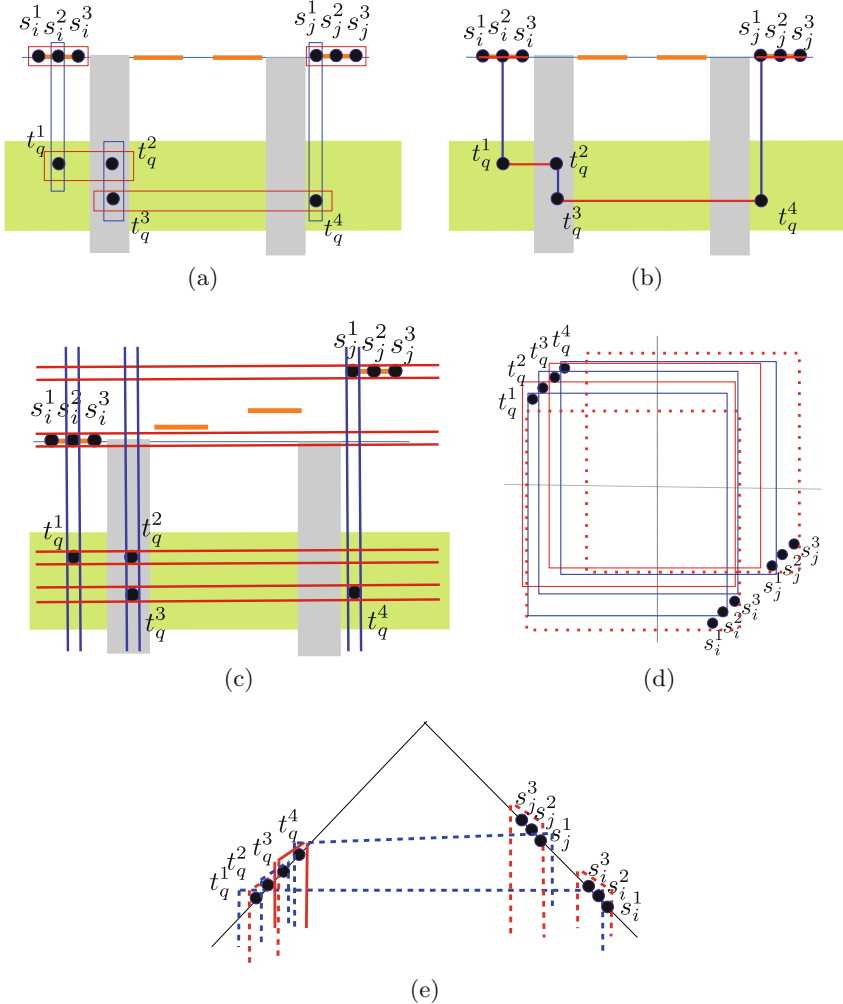 s_i^1 s_i^2 s_i^3 s_j^1 s_j^2 s_j^3
t_q^1 t_q^2
t_q^3 t_q^4
(a)
s_i^1 s_i^2 s_i^3 s_j^1 s_j^2 s_j^3
t_q^1 t_q^2
t_q^3 t_q^4
(b)
s_j^1 s_j^2 s_j^3
s_i^1 s_i^2 s_i^3
t_q^1 t_q^2
t_q^3 t_q^4
(c)
t_q^4
t_q^3
t_q^2
t_q^1
s_j^1 s_j^2 s_j^3
s_i^1 s_i^2 s_i^3
(d)
s_j^3 s_j^2 s_j^1
t_q^4
t_q^3
t_q^2
t_q^1
s_i^3 s_i^2 s_i^1
(e)